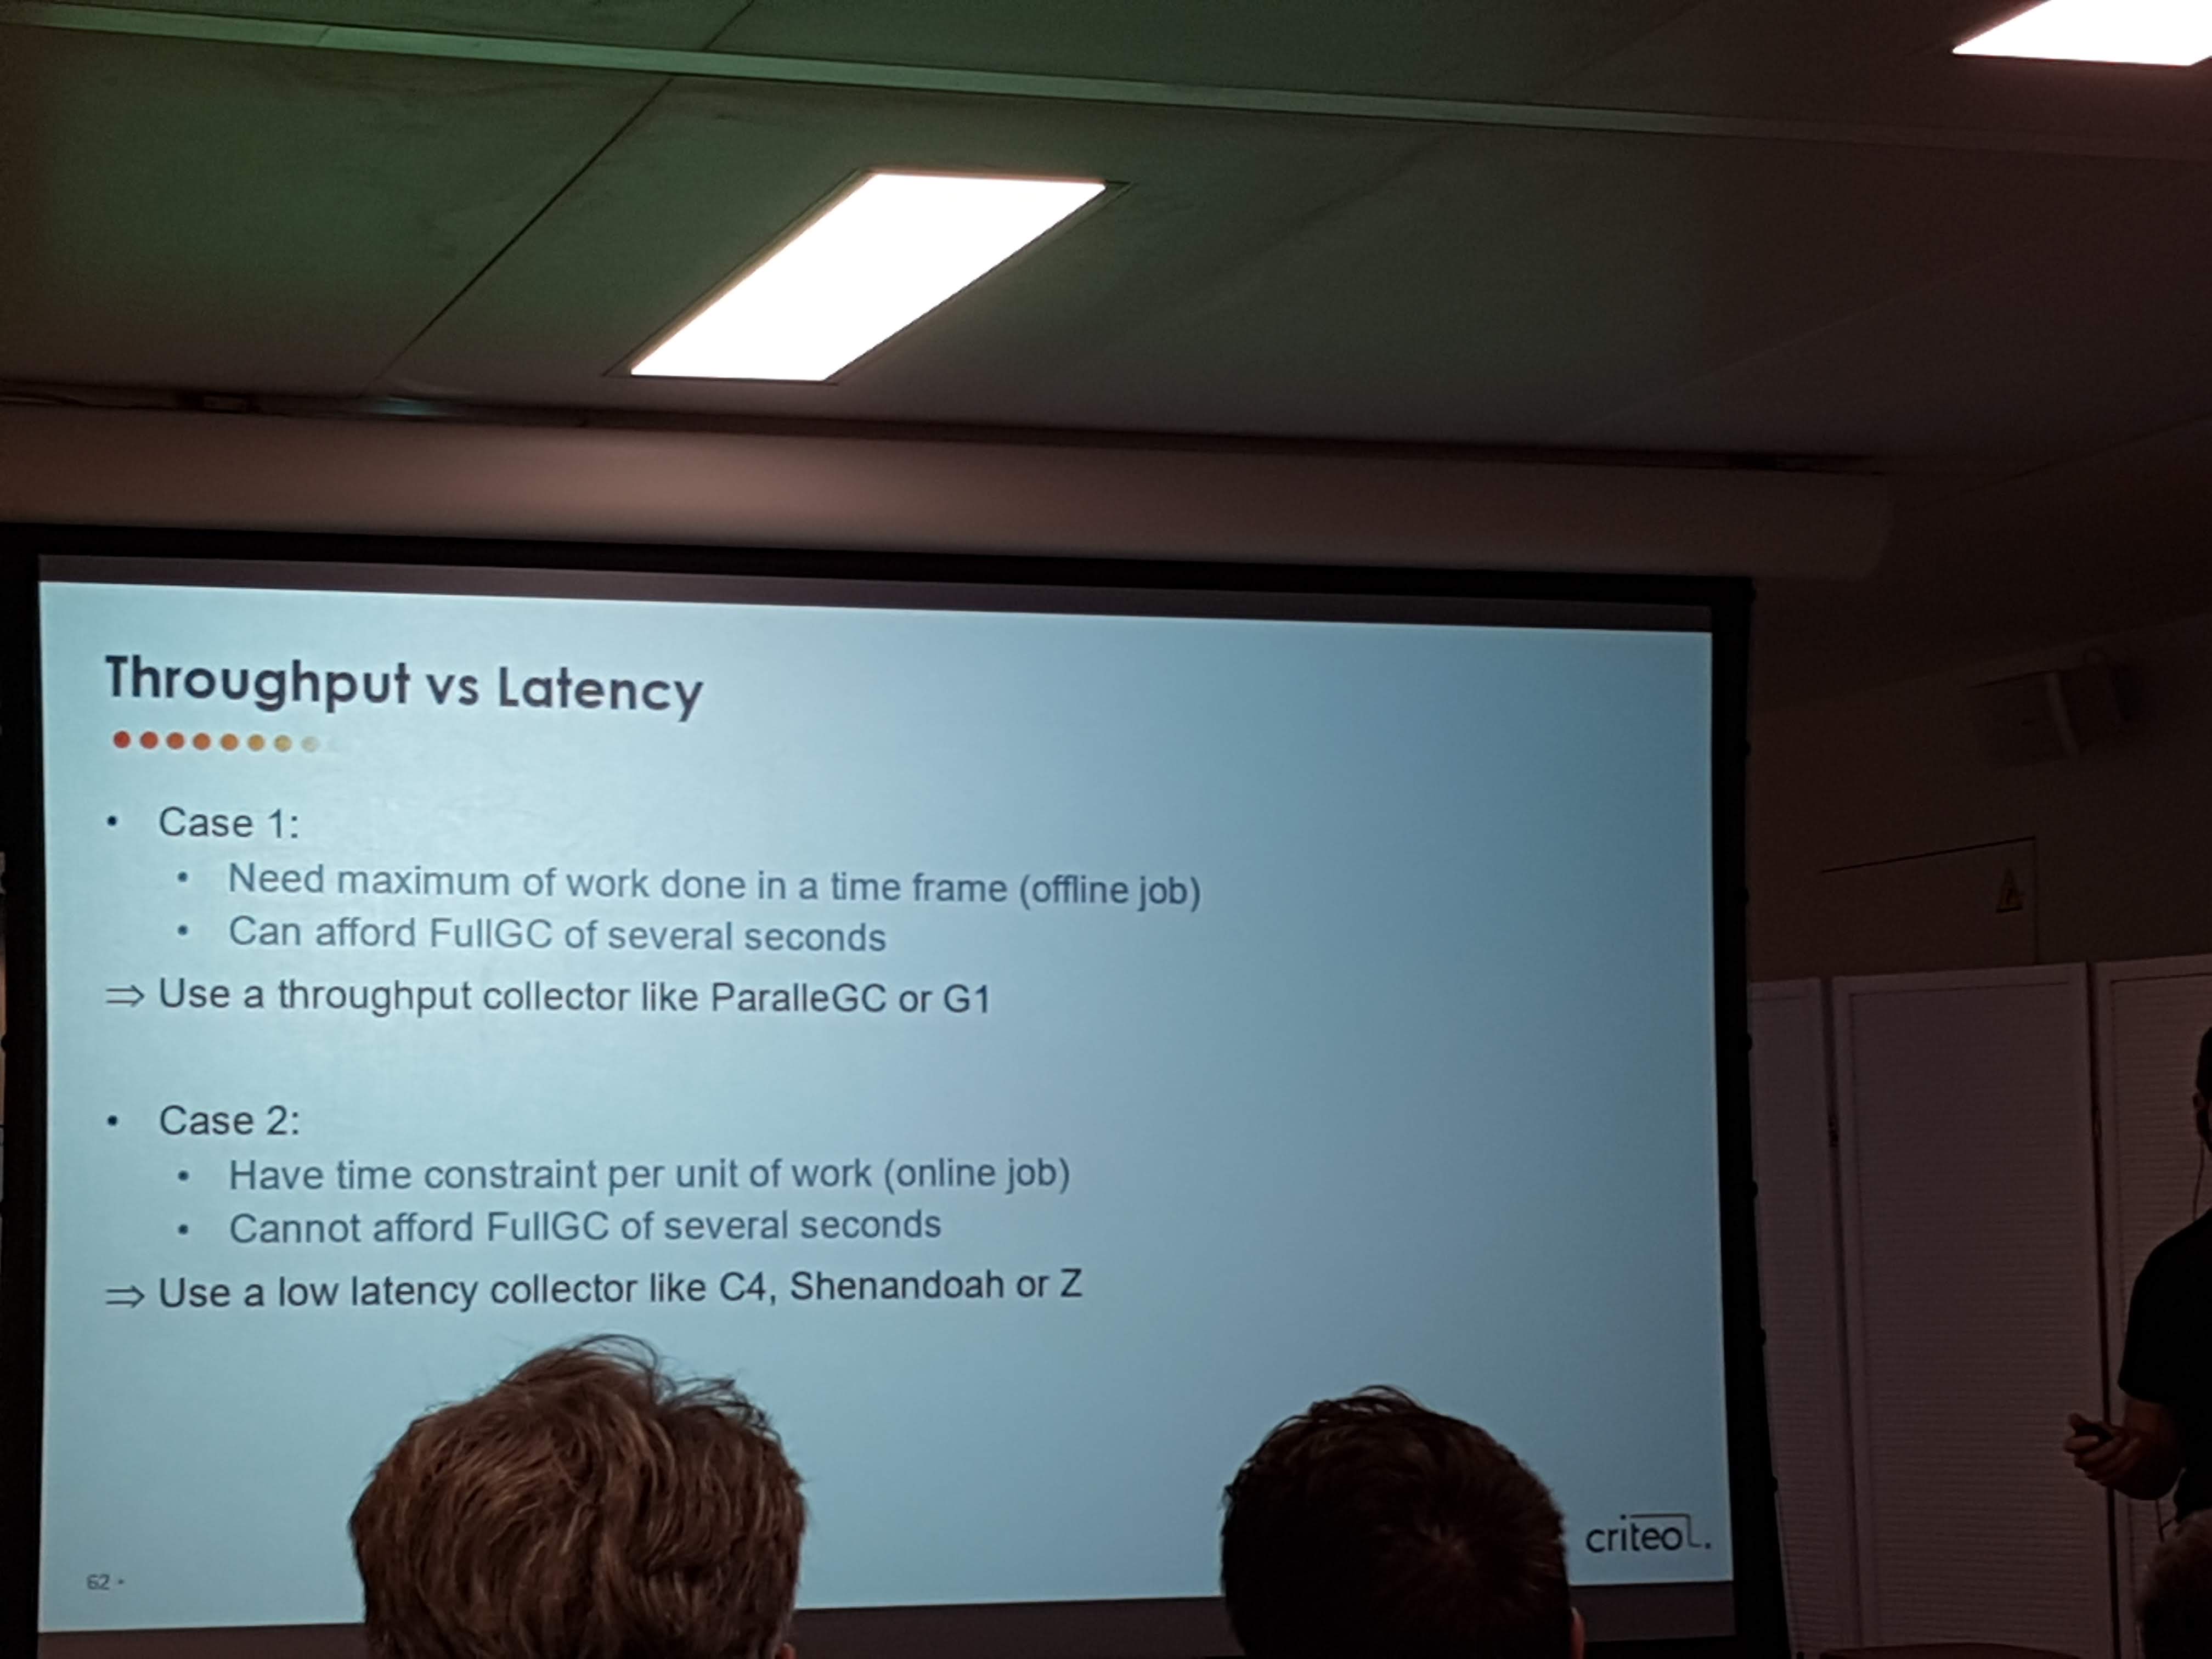 Throughput vs Latency
• Case 1:
• Need maximum of work done in a time frame (offline job)
• Can afford FullGC of several seconds
⇒ Use a throughput collector like ParalleGC or G1
• Case 2:
• Have time constraint per unit of work (online job)
• Cannot afford FullGC of several seconds
⇒ Use a low latency collector like C4, Shenandoah or Z
criteo.
62 •